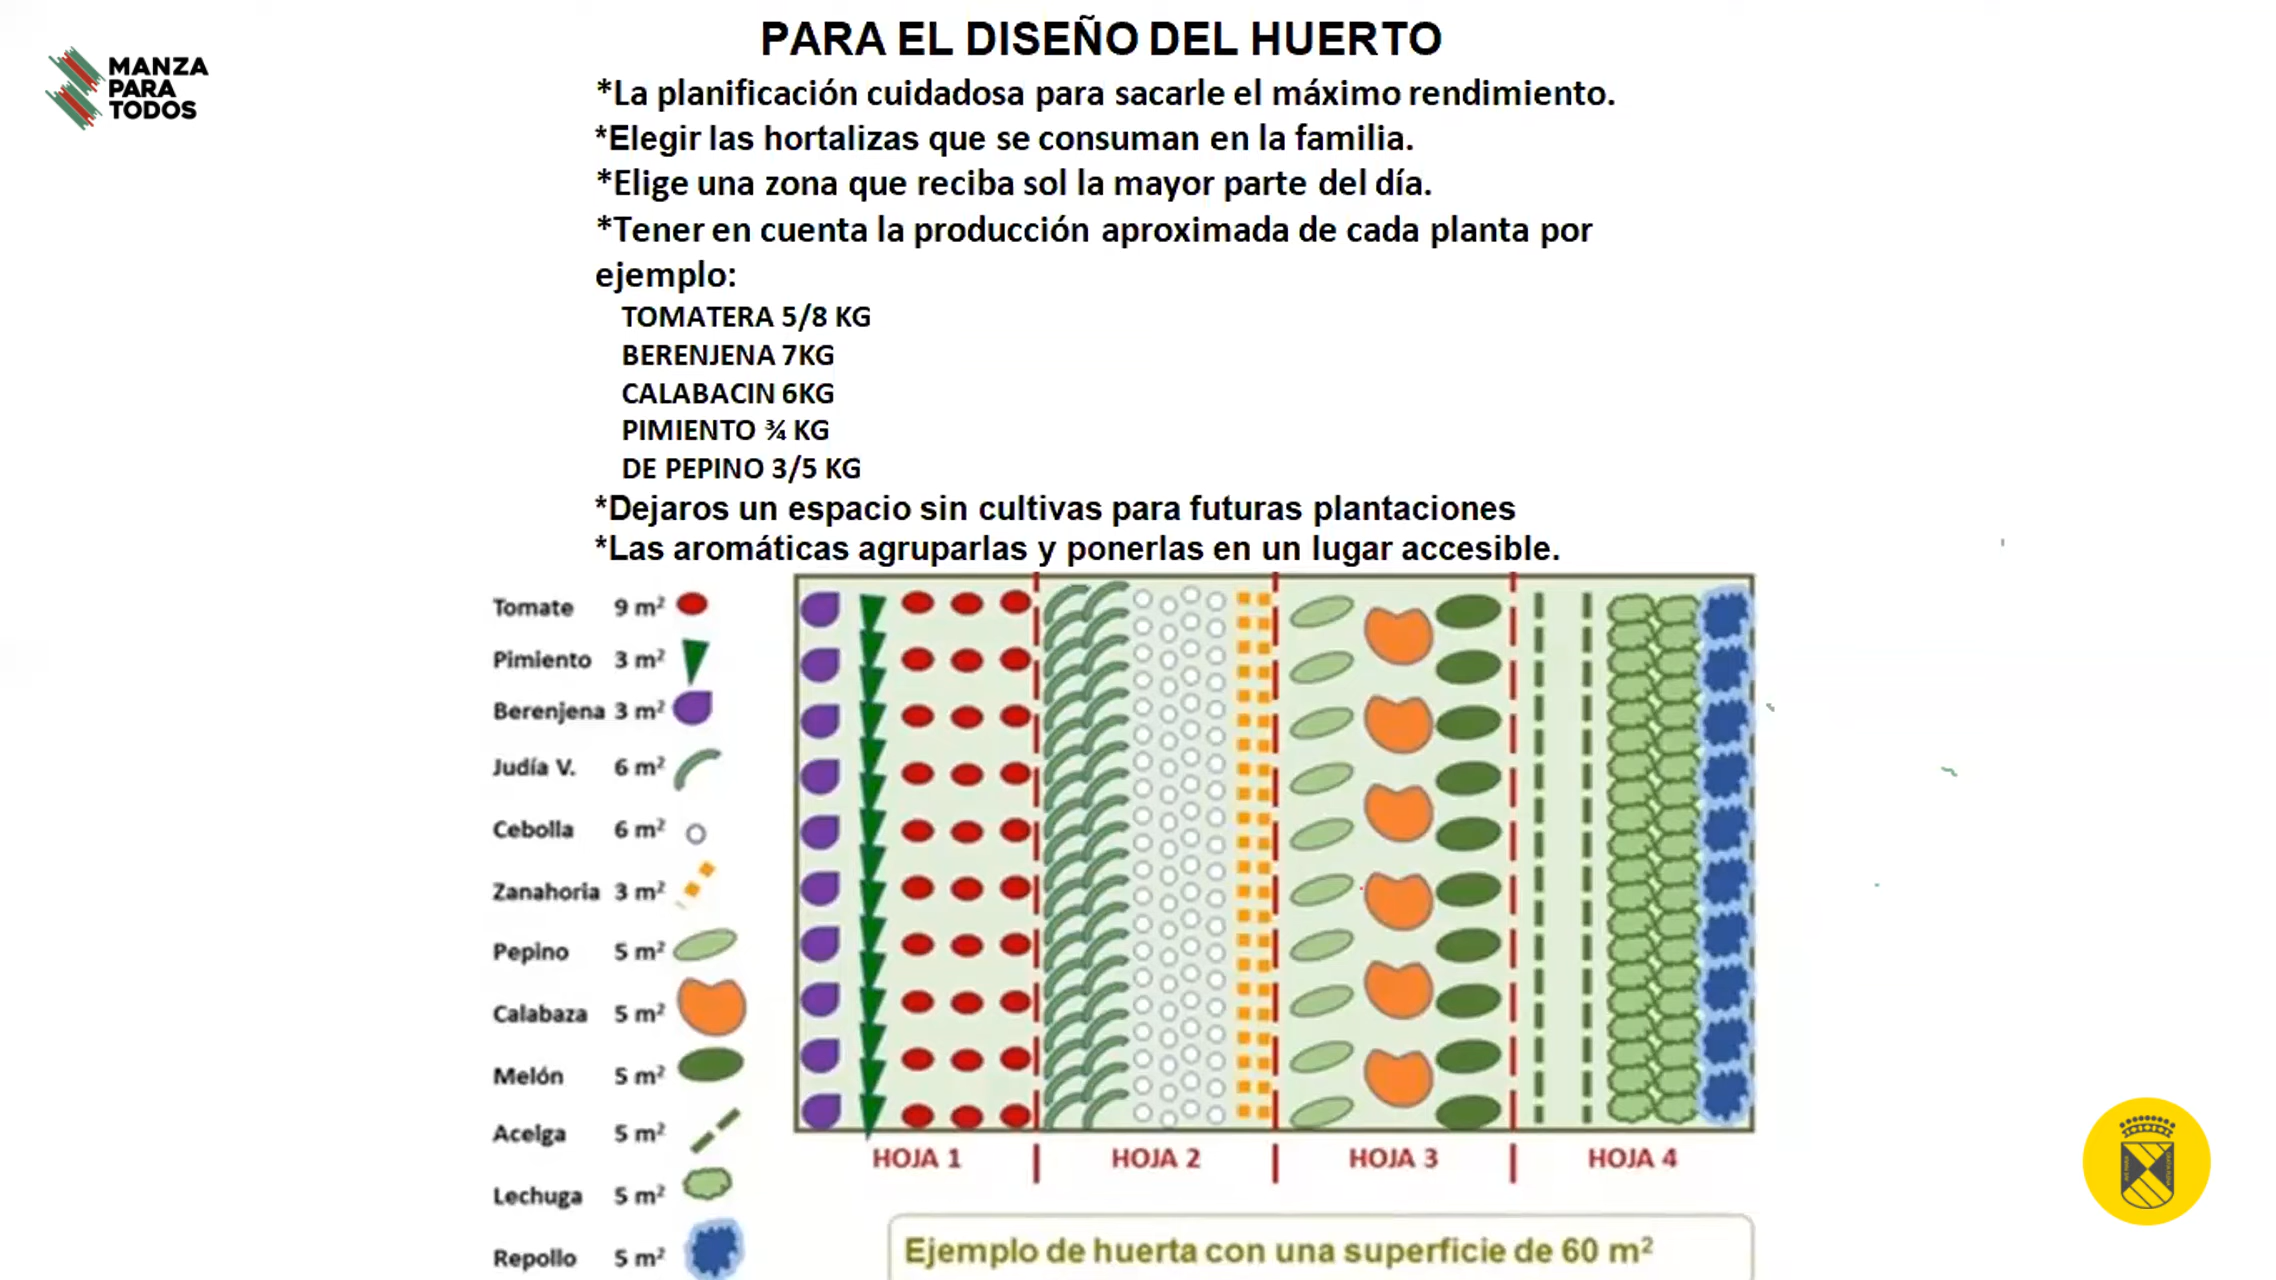 PARA EL DISEÑO DEL HUERTO
MANZA
PARA
TODOS
*La planificación cuidadosa para sacarle el máximo rendimiento.
*Elegir las hortalizas que se consuman en la familia.
*Elige una zona que reciba sol la mayor parte del día.
*Tener en cuenta la producción aproximada de cada planta por
ejemplo:
TOMATERA 5/8 KG
BERENJENA 7KG
CALABACIN 6KG
PIMIENTO ¾ KG
DE PEPINO 3/5 KG
*Dejaros un espacio sin cultivas para futuras plantaciones
*Las aromáticas agruparlas y ponerlas en un lugar accesible.
Tomate 9 m²
Pimiento 3 m²
Berenjena 3 m²
Judía V. 6 m²
Cebolla 6 m²
Zanahoria 3 m²
Pepino 5 m²
Calabaza 5 m²
Melón 5 m²
Acelga 5 m²
Lechuga 5 m²
Repollo 5 m²
HOJA 1 HOJA 2 HOJA 3 HOJA 4
Ejemplo de huerta con una superficie de 60 m²